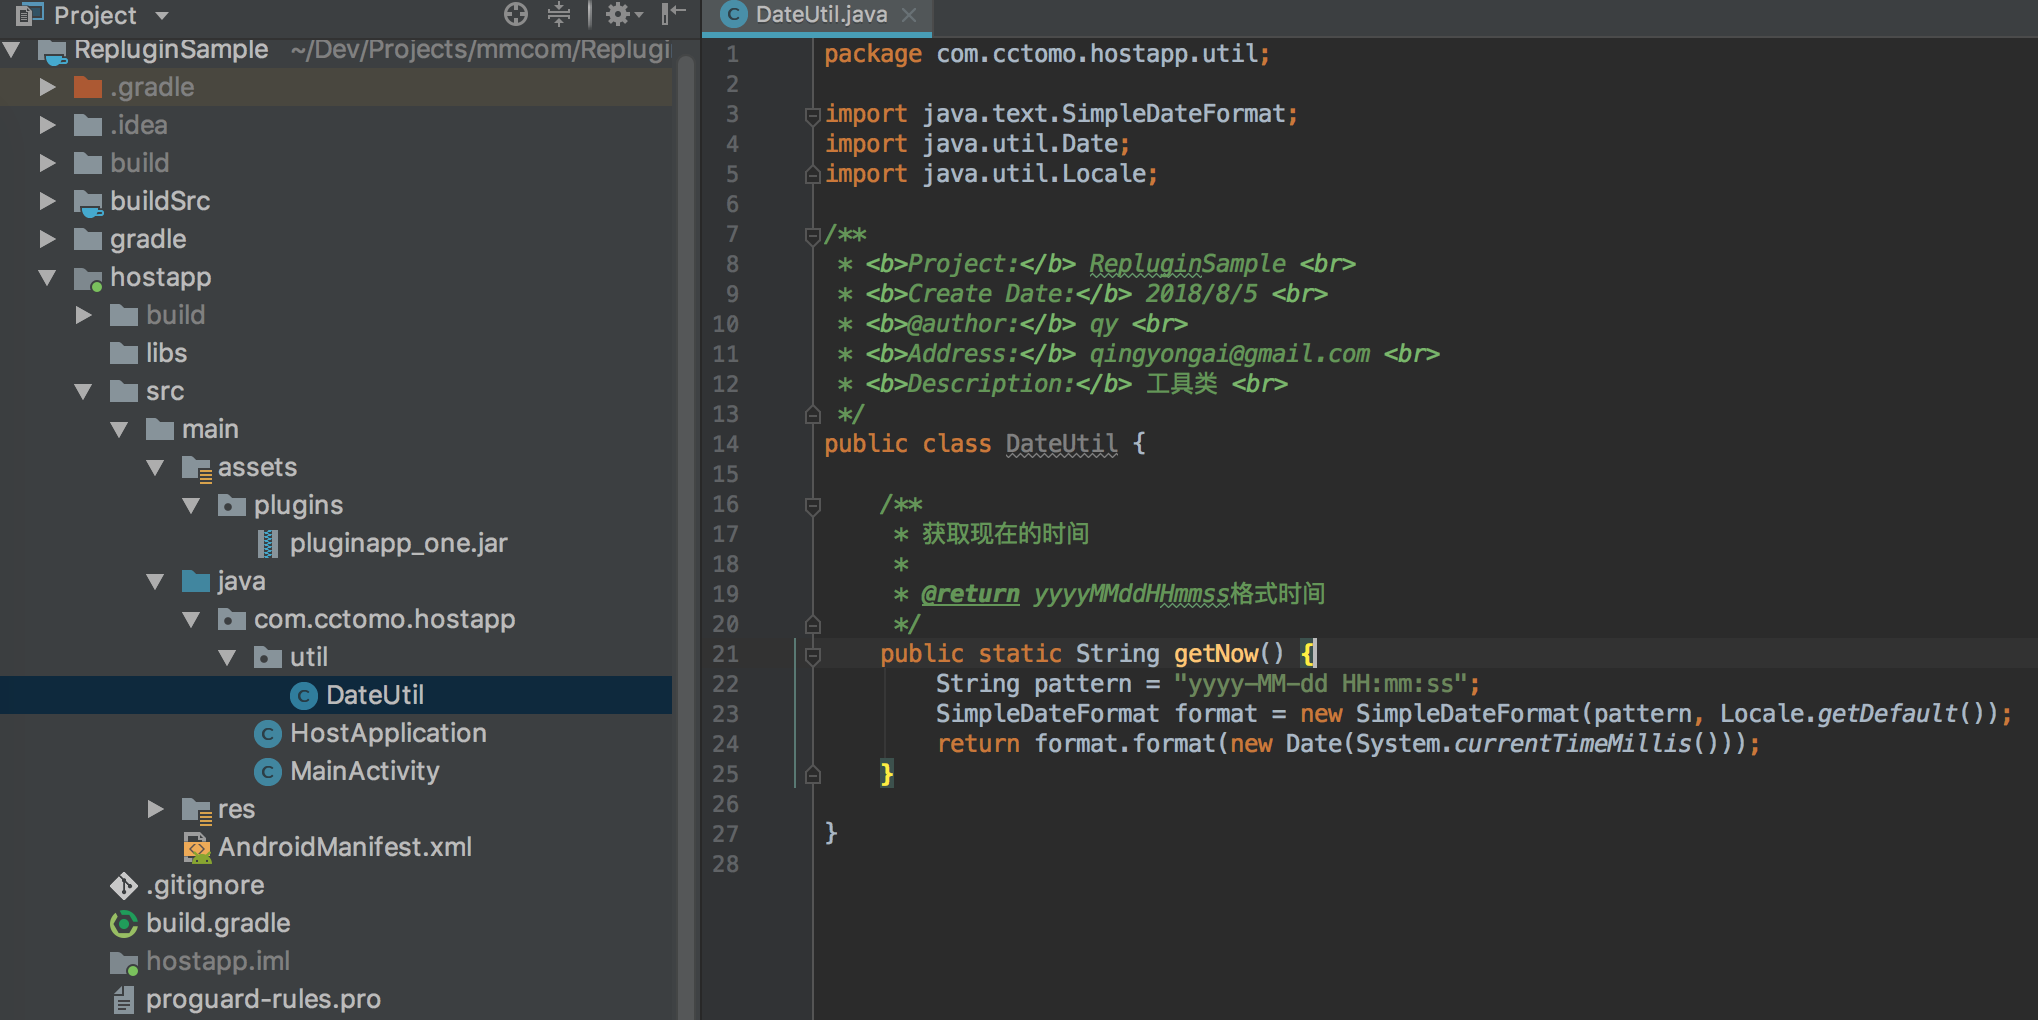 Project
RepluginSample ~/Dev/Projects/mmcom/Replugi
.gradle
.idea
build
buildSrc
gradle
hostapp
build
libs
src
main
assets
plugins
pluginapp_one.jar
java
com.cctomo.hostapp
util
DateUtil
HostApplication
MainActivity
res
AndroidManifest.xml
.gitignore
build.gradle
hostapp.iml
proguard-rules.pro
DateUtil.java
1 package com.cctomo.hostapp.util;
2
3 import java.text.SimpleDateFormat;
4 import java.util.Date;
5 import java.util.Locale;
6
7 /**
8 * <b>Project:</b> RepluginSample <br>
9 * <b>Create Date:</b> 2018/8/5 <br>
10 * <b>@author:</b> qy <br>
11 * <b>Address:</b> qingyongai@gmail.com <br>
12 * <b>Description:</b> 工具类 <br>
13 */
14 public class DateUtil {
15
16 /**
17 * 获取现在的时间
18 *
19 * @return yyyyMMddHHmmss格式时间
20 */
21 public static String getNow() {
22 String pattern = "yyyy-MM-dd HH:mm:ss";
23 SimpleDateFormat format = new SimpleDateFormat(pattern, Locale.getDefault());
24 return format.format(new Date(System.currentTimeMillis()));
25 }
26
27 }
28